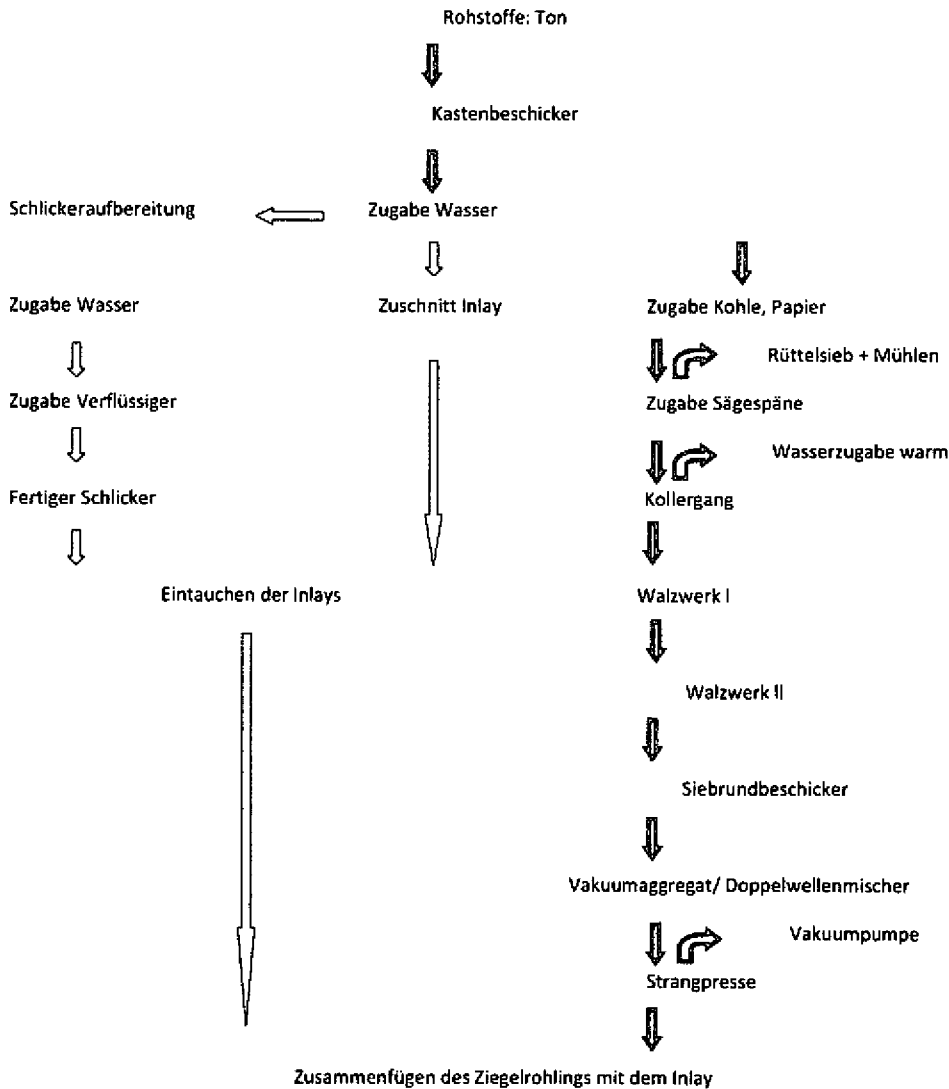 Rohstoffe: Ton
Kastenbeschicker
Schlickeraufbereitung
Zugabe Wasser
Zugabe Wasser
Zuschnitt Inlay
Zugabe Kohle, Papier
Rüttelsieb + Mühlen
Zugabe Verflüssiger
Zugabe Sägespäne
Wasserzugabe warm
Fertiger Schlicker
Kollergang
Eintauchen der Inlays
Walzwerk I
Walzwerk II
Siebrundbeschicker
Vakuumaggregat/ Doppelwellenmischer
Vakuumpumpe
Strangpresse
Zusammenfügen des Ziegelrohlings mit dem Inlay